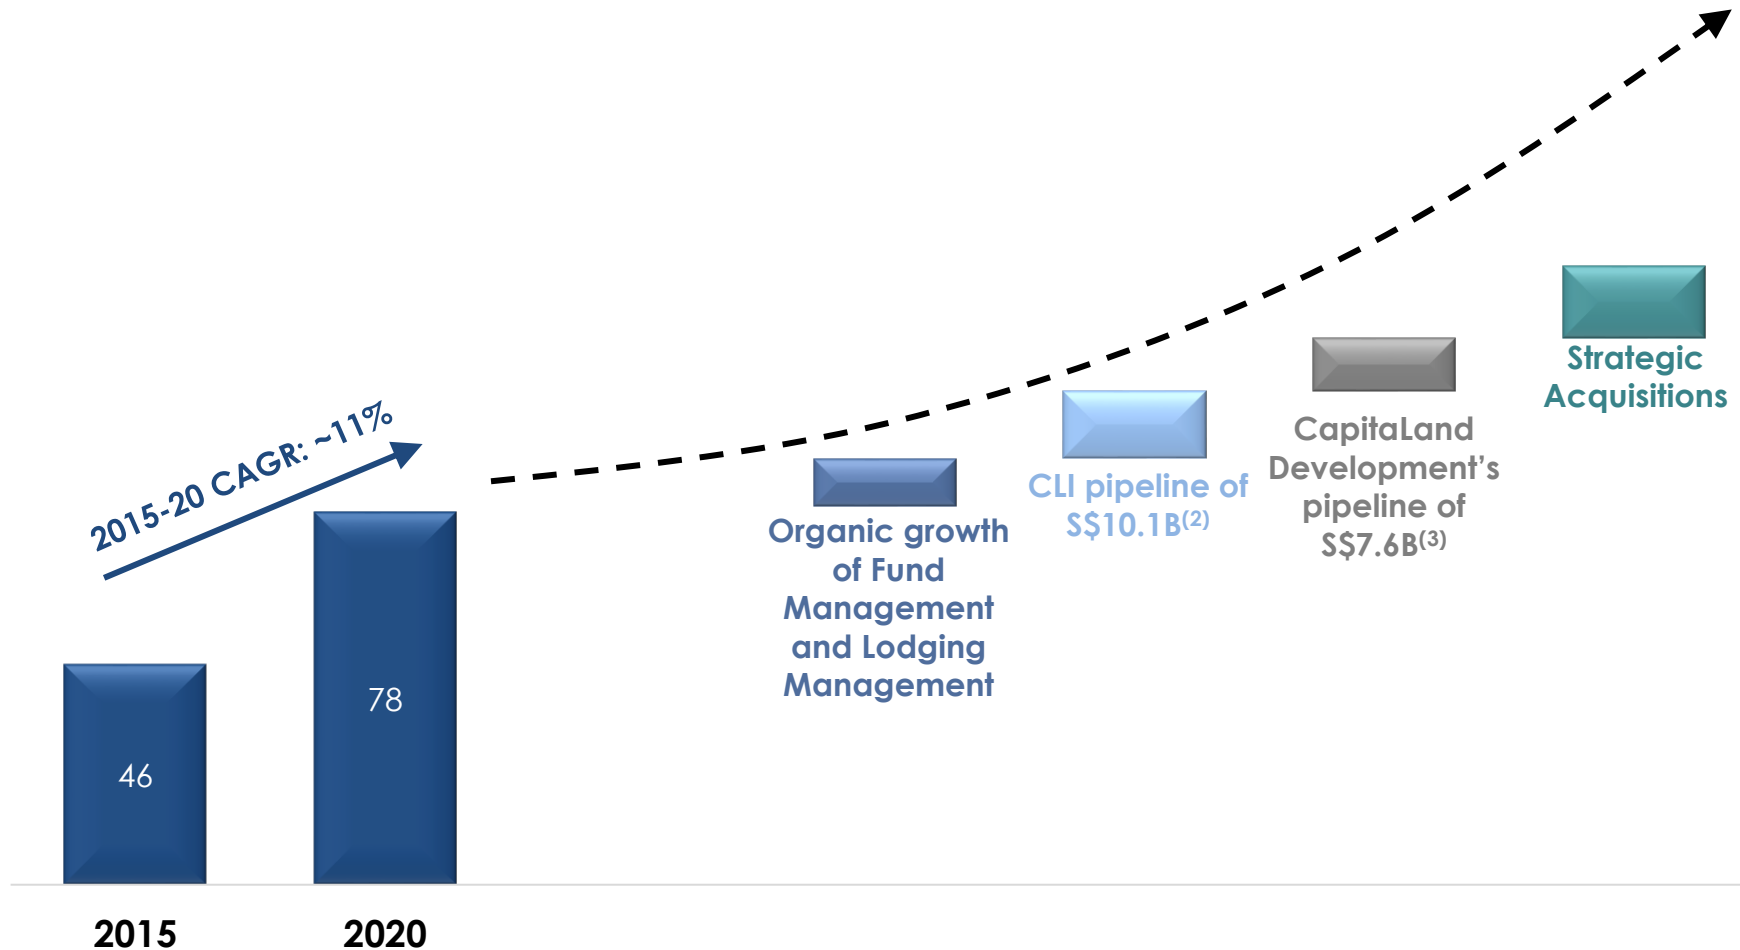 2015-20 CAGR: ~11%
46
78
2015
2020
Organic growth
of Fund
Management
and Lodging
Management
CLI pipeline of
S$10.1B(2)
CapitaLand
Development’s
pipeline of
S$7.6B(3)
Strategic
Acquisitions